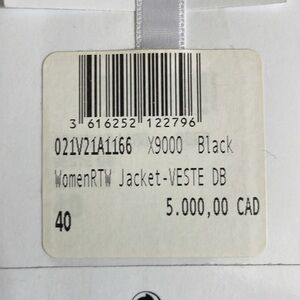 3 616252 122796
021V21A1166 X9000 Black
WomenRTW Jacket-VESTE DB
40 5.000,00 CAD